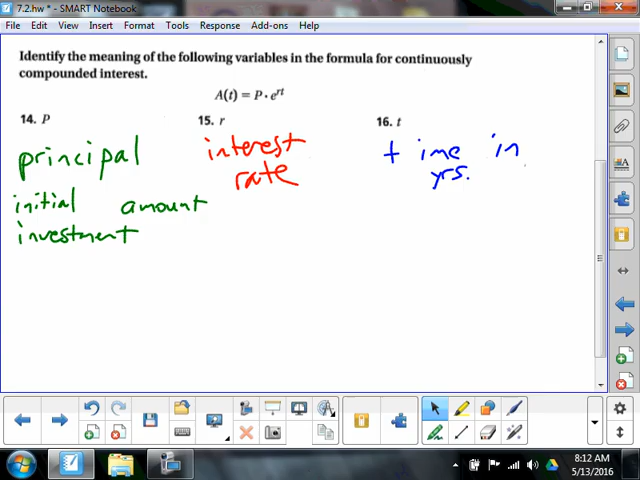 7.2.hw * - SMART Notebook
File Edit View Insert Format Tools Add-ons Help
Identify the meaning of the following variables in the formula for continuously
compounded interest.
A(t) = P · e^rt
14. P 15. r 16. t
principal interest time in
rate yrs.
initial amount
investment
8:12 AM
5/13/2016